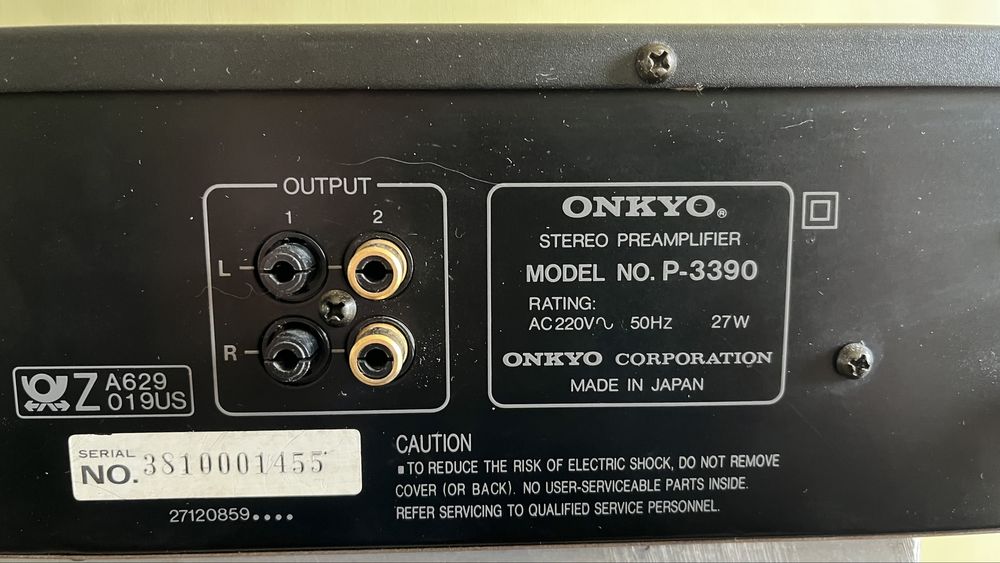 OUTPUT
1 2
L
R
Z A629
019US
SERIAL
NO. 3810001455
27120859••••
ONKYO®
STEREO PREAMPLIFIER
MODEL NO. P-3390
RATING:
AC 220V∿ 50Hz 27W
ONKYO CORPORATION
MADE IN JAPAN
CAUTION
▪TO REDUCE THE RISK OF ELECTRIC SHOCK, DO NOT REMOVE
COVER (OR BACK). NO USER-SERVICEABLE PARTS INSIDE.
REFER SERVICING TO QUALIFIED SERVICE PERSONNEL.